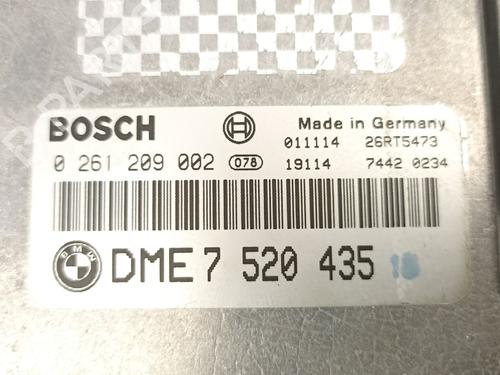 BOSCH
Made in Germany
011114 26RT5473
0 261 209 002 078 19114 7442 0234
BMW
DME 7 520 435 18